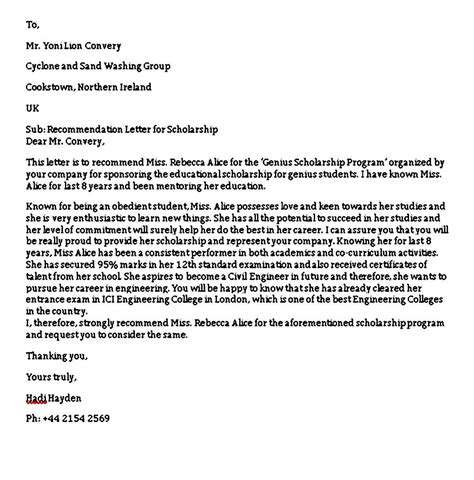 To,
Mr. Yoni Lion Convery
Cyclone and Sand Washing Group
Cookstown, Northern Ireland
UK
Sub: Recommendation Letter for Scholarship
Dear Mr. Convery,
This letter is to recommend Miss. Rebecca Alice for the ‘Genius Scholarship Program’ organized by
your company for sponsoring the educational scholarship for genius students. I have known Miss.
Alice for last 8 years and been mentoring her education.
Known for being an obedient student, Miss. Alice possesses love and keen towards her studies and
she is very enthusiastic to learn new things. She has all the potential to succeed in her studies and
her level of commitment will surely help her do the best in her career. I can assure you that you will
be really proud to provide her scholarship and represent your company. Knowing her for last 8
years, Miss Alice has been a consistent performer in both academics and co-curriculum activities.
She has secured 95% marks in her 12th standard examination and also received certificates of
talent from her school. She aspires to become a Civil Engineer in future and therefore, she wants to
pursue her career in engineering. You will be happy to know that she has already cleared her
entrance exam in ICI Engineering College in London, which is one of the best Engineering Colleges
in the country.
I, therefore, strongly recommend Miss. Rebecca Alice for the aforementioned scholarship program
and request you to consider the same.
Thanking you,
Yours truly,
Hadi Hayden
Ph: +44 2154 2569